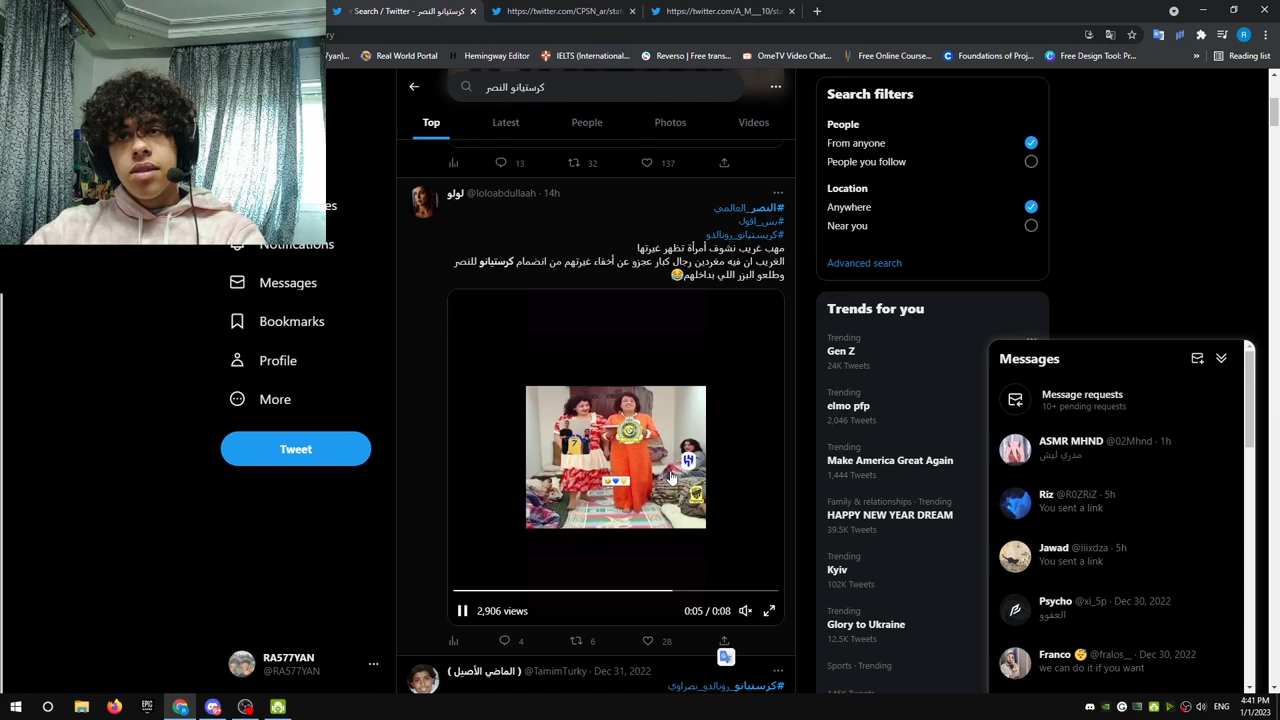 Search / Twitter - كرستيانو النصر
https://twitter.com/CPSN_ar/stat
https://twitter.com/A_M__10/sta
Real World Portal
Hemingway Editor
IELTS (Internationa...
Reverso | Free trans...
OmeTV Video Chat...
Free Online Course...
Foundations of Proj...
Free Design Tool: Pr...
»
Reading list
كرستيانو النصر
Top
Latest
People
Photos
Videos
13
32
137
لولو @loloabdullaah · 14h
#النصر_العالمي
#بس_اقول
#كريستيانو_رونالدو
مهب غريب تشوف أمرأة تظهر غيرتها
الغريب ان فيه مغردين رجال كبار عجزو عن أخفاء غيرتهم من انضمام كرستيانو للنصر
وطلعو البزر اللي بداخلهم😂
2,906 views
0:05 / 0:08
4
6
28
( الماضي الأصيل ) @TamimTurky · Dec 31, 2022
#كرستيانو_رونالدو_نصراوي
Notifications
Messages
Bookmarks
Profile
More
Tweet
RA577YAN
@RA577YAN
Search filters
People
From anyone
People you follow
Location
Anywhere
Near you
Advanced search
Trends for you
Trending
Gen Z
24K Tweets
Trending
elmo pfp
2,046 Tweets
Trending
Make America Great Again
1,444 Tweets
Family & relationships · Trending
HAPPY NEW YEAR DREAM
39.5K Tweets
Trending
Kyiv
102K Tweets
Trending
Glory to Ukraine
12.5K Tweets
Sports · Trending
Messages
Message requests
10+ pending requests
ASMR MHND @02Mhnd · 1h
مدري ليش
Riz @R0ZRiZ · 5h
You sent a link
Jawad @iiixdza · 5h
You sent a link
Psycho @xi_5p · Dec 30, 2022
العفوو
Franco 😴 @fralos__ · Dec 30, 2022
we can do it if you want
EPIC
GAMES
ENG
4:41 PM
1/1/2023